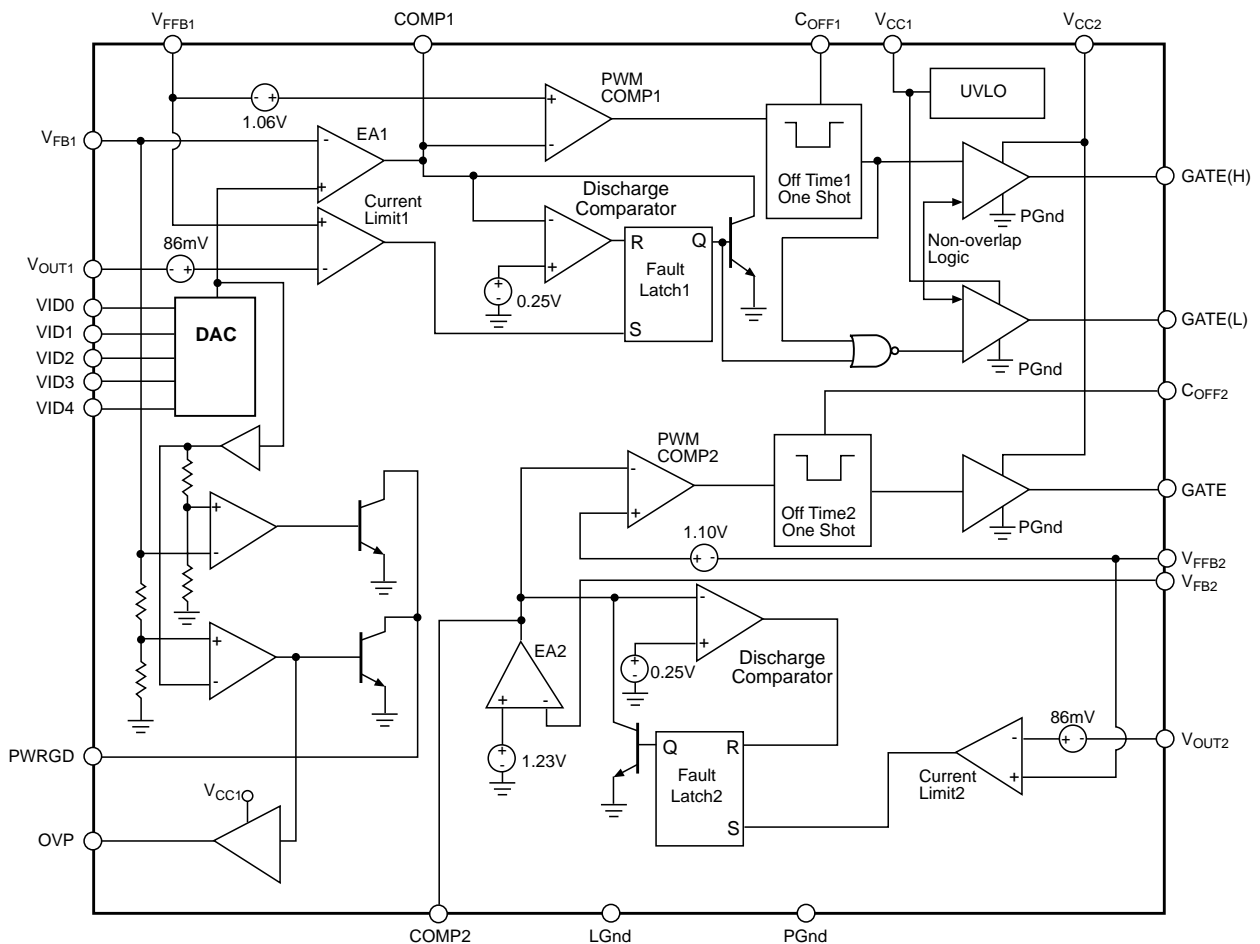 VFFB1
COMP1
COFF1
VCC1
VCC2
PWM
COMP1
UVLO
- +
1.06V
+
-
VFB1
EA1
-
+
Off Time1
One Shot
GATE(H)
PGnd
Current
Limit1
Discharge
Comparator
+
-
86mV
- +
VOUT1
-
+
R
Q
Fault
Latch1
S
Non-overlap
Logic
+
-
0.25V
VID0
VID1
VID2
VID3
VID4
DAC
GATE(L)
PGnd
COFF2
PWM
COMP2
-
+
Off Time2
One Shot
GATE
PGnd
+
-
1.10V
+ -
VFFB2
VFB2
EA2
+
-
-
+
+
-
0.25V
Discharge
Comparator
+
-
86mV
+ -
VOUT2
-
+
Current
Limit2
+
-
1.23V
Q
R
Fault
Latch2
S
PWRGD
VCC1
OVP
COMP2
LGnd
PGnd